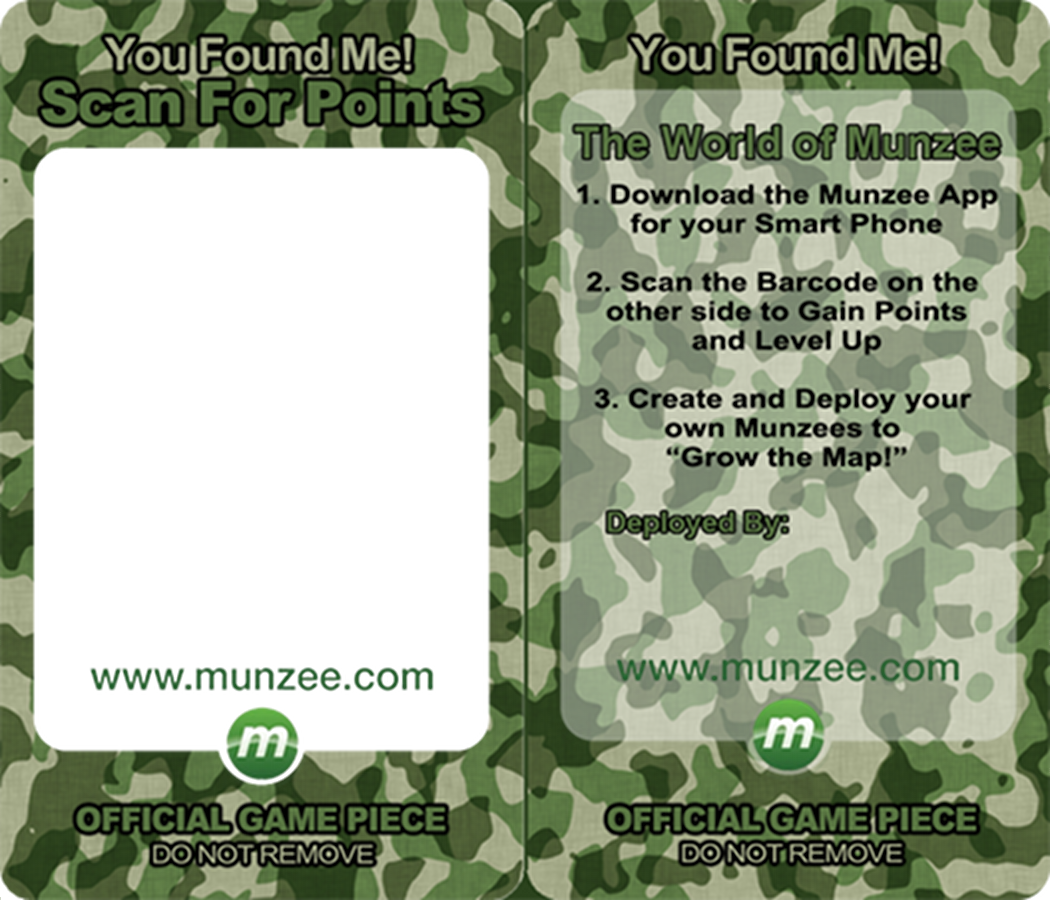 You Found Me!
Scan For Points
www.munzee.com
m
OFFICIAL GAME PIECE
DO NOT REMOVE
You Found Me!
The World of Munzee
1. Download the Munzee App
for your Smart Phone
2. Scan the Barcode on the
other side to Gain Points
and Level Up
3. Create and Deploy your
own Munzees to
“Grow the Map!”
Deployed By:
www.munzee.com
m
OFFICIAL GAME PIECE
DO NOT REMOVE